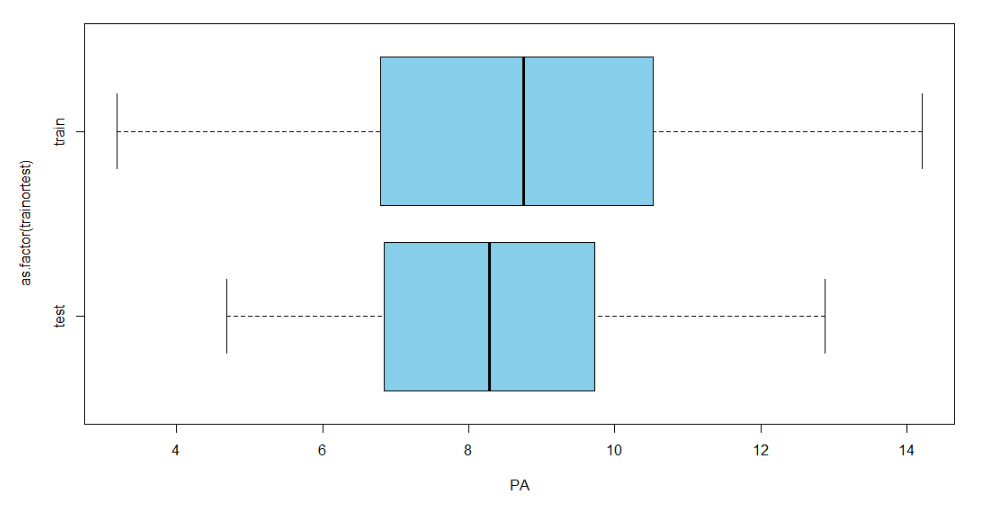 as.factor(trainortest)
train
test
4 6 8 10 12 14
PA